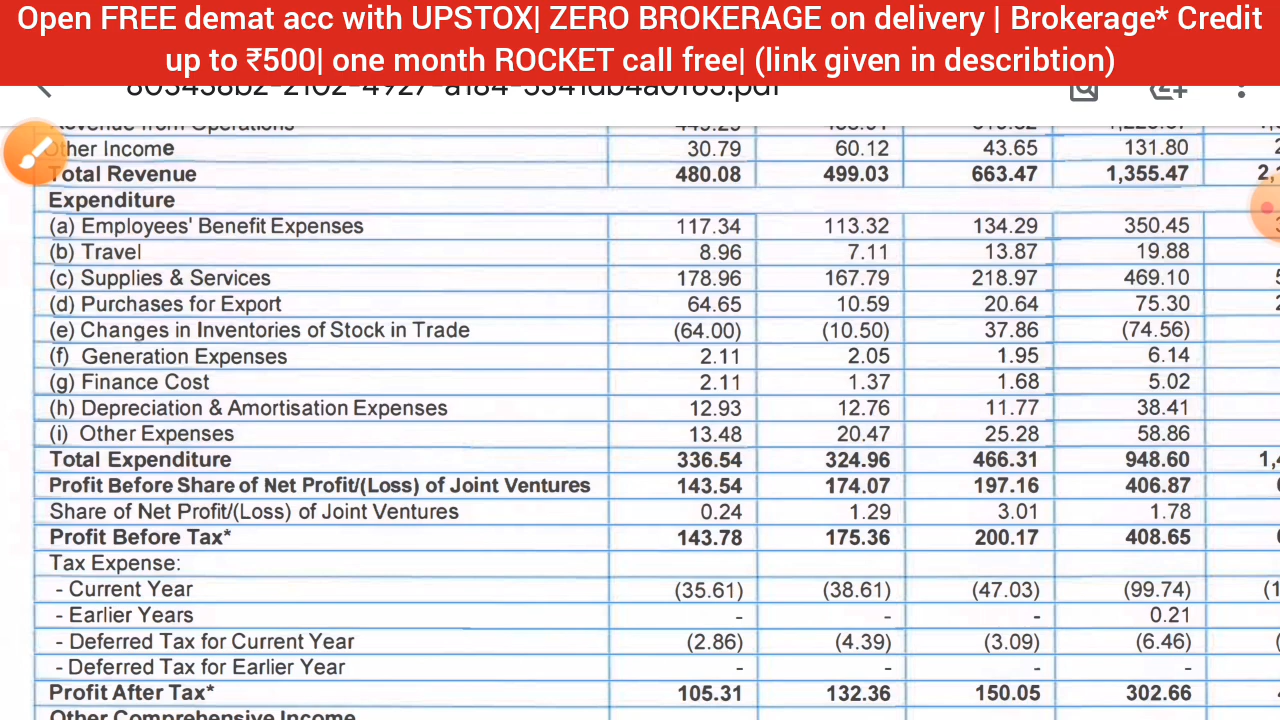 Open FREE demat acc with UPSTOX| ZERO BROKERAGE on delivery | Brokerage* Credit
up to ₹500| one month ROCKET call free| (link given in describtion)
Revenue from Operations
Other Income 30.79 60.12 43.65 131.80
Total Revenue 480.08 499.03 663.47 1,355.47
Expenditure
(a) Employees' Benefit Expenses 117.34 113.32 134.29 350.45
(b) Travel 8.96 7.11 13.87 19.88
(c) Supplies & Services 178.96 167.79 218.97 469.10
(d) Purchases for Export 64.65 10.59 20.64 75.30
(e) Changes in Inventories of Stock in Trade (64.00) (10.50) 37.86 (74.56)
(f) Generation Expenses 2.11 2.05 1.95 6.14
(g) Finance Cost 2.11 1.37 1.68 5.02
(h) Depreciation & Amortisation Expenses 12.93 12.76 11.77 38.41
(i) Other Expenses 13.48 20.47 25.28 58.86
Total Expenditure 336.54 324.96 466.31 948.60
Profit Before Share of Net Profit/(Loss) of Joint Ventures 143.54 174.07 197.16 406.87
Share of Net Profit/(Loss) of Joint Ventures 0.24 1.29 3.01 1.78
Profit Before Tax* 143.78 175.36 200.17 408.65
Tax Expense:
- Current Year (35.61) (38.61) (47.03) (99.74)
- Earlier Years - - - 0.21
- Deferred Tax for Current Year (2.86) (4.39) (3.09) (6.46)
- Deferred Tax for Earlier Year - - - -
Profit After Tax* 105.31 132.36 150.05 302.66
Other Comprehensive Income